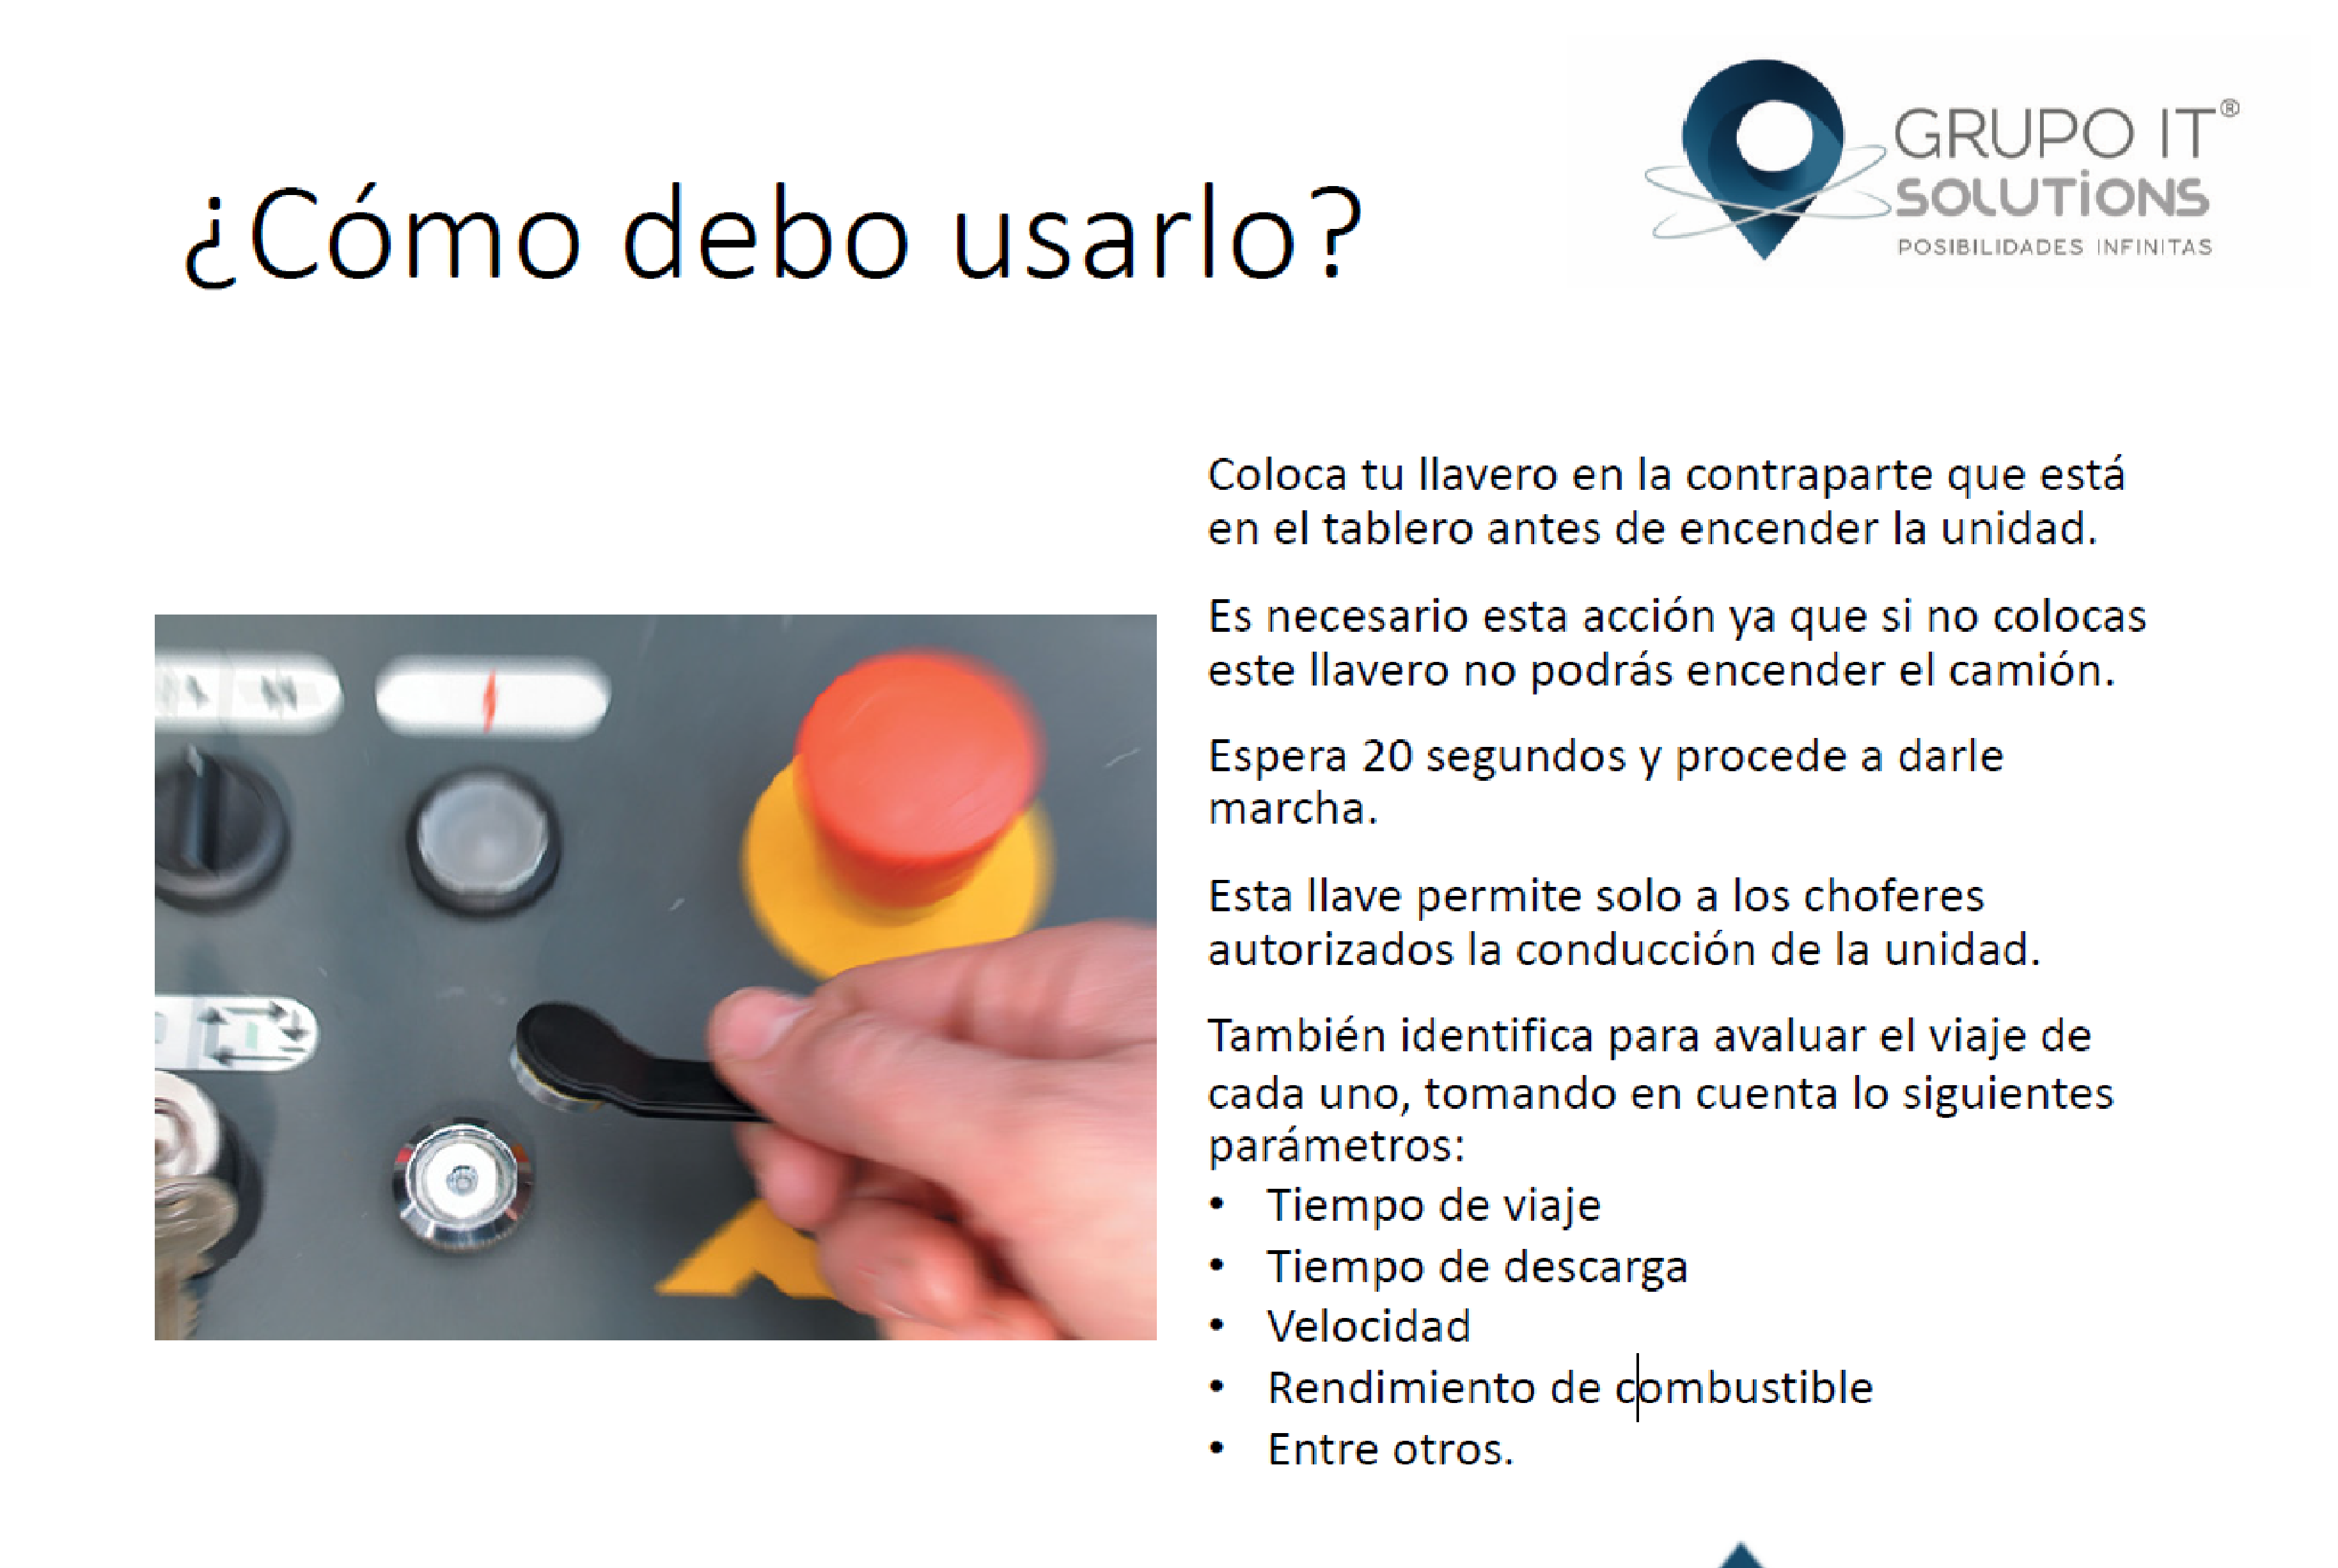 GRUPO IT®
SOLUTiONS
POSIBILIDADES INFINITAS
¿Cómo debo usarlo?
Coloca tu llavero en la contraparte que está
en el tablero antes de encender la unidad.
Es necesario esta acción ya que si no colocas
este llavero no podrás encender el camión.
Espera 20 segundos y procede a darle
marcha.
Esta llave permite solo a los choferes
autorizados la conducción de la unidad.
También identifica para avaluar el viaje de
cada uno, tomando en cuenta lo siguientes
parámetros:
• Tiempo de viaje
• Tiempo de descarga
• Velocidad
• Rendimiento de combustible
• Entre otros.